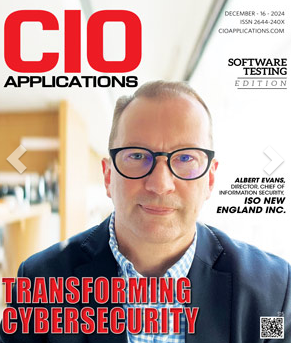 CIO
APPLICATIONS
DECEMBER - 16 - 2024
ISSN 2644-240X
CIOAPPLICATIONS.COM
SOFTWARE
TESTING
EDITION
ALBERT EVANS,
DIRECTOR, CHIEF OF
INFORMATION SECURITY,
ISO NEW
ENGLAND INC.
TRANSFORMING
CYBERSECURITY